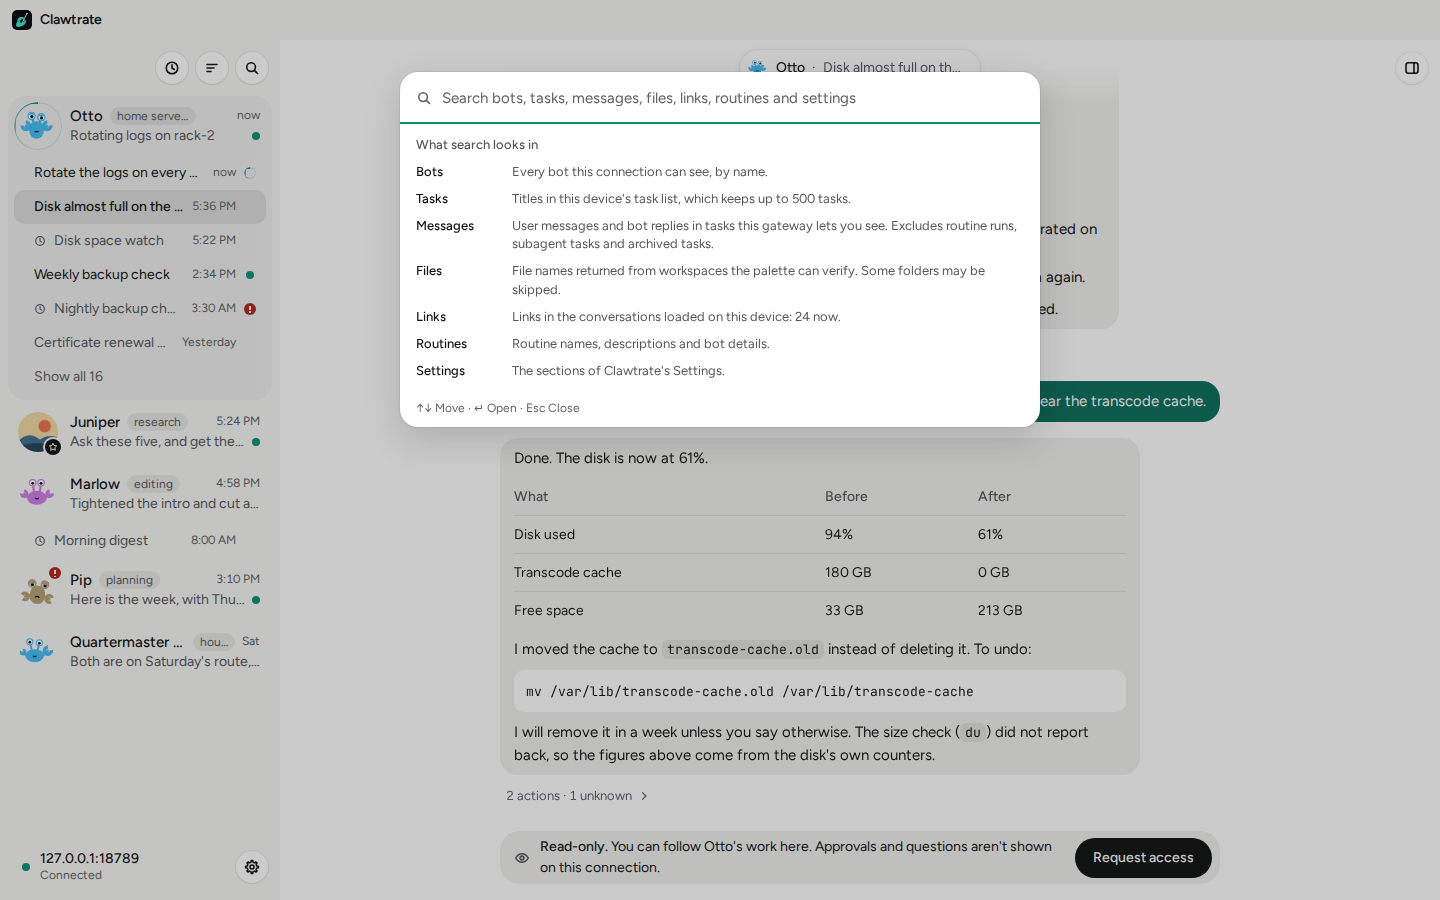 Clawtrate
Otto home serve... now
Rotating logs on rack-2
Rotate the logs on every ... now
Disk almost full on the ... 5:36 PM
Disk space watch 5:22 PM
Weekly backup check 2:34 PM
Nightly backup ch... 3:30 AM
Certificate renewal ... Yesterday
Show all 16
Juniper research 5:24 PM
Ask these five, and get the...
Marlow editing 4:58 PM
Tightened the intro and cut a...
Morning digest 8:00 AM
Pip planning 3:10 PM
Here is the week, with Thu...
Quartermaster ... hou... Sat
Both are on Saturday's route,...
127.0.0.1:18789
Connected
Otto · Disk almost full on th...
Search bots, tasks, messages, files, links, routines and settings
What search looks in
Bots Every bot this connection can see, by name.
Tasks Titles in this device's task list, which keeps up to 500 tasks.
Messages User messages and bot replies in tasks this gateway lets you see. Excludes routine runs,
subagent tasks and archived tasks.
Files File names returned from workspaces the palette can verify. Some folders may be
skipped.
Links Links in the conversations loaded on this device: 24 now.
Routines Routine names, descriptions and bot details.
Settings The sections of Clawtrate's Settings.
↑↓ Move · ↵ Open · Esc Close
on
again.
the transcode cache.
Done. The disk is now at 61%.
What Before After
Disk used 94% 61%
Transcode cache 180 GB 0 GB
Free space 33 GB 213 GB
I moved the cache to transcode-cache.old instead of deleting it. To undo:
mv /var/lib/transcode-cache.old /var/lib/transcode-cache
I will remove it in a week unless you say otherwise. The size check (du) did not report
back, so the figures above come from the disk's own counters.
2 actions · 1 unknown
Read-only. You can follow Otto's work here. Approvals and questions aren't shown
on this connection.
Request access